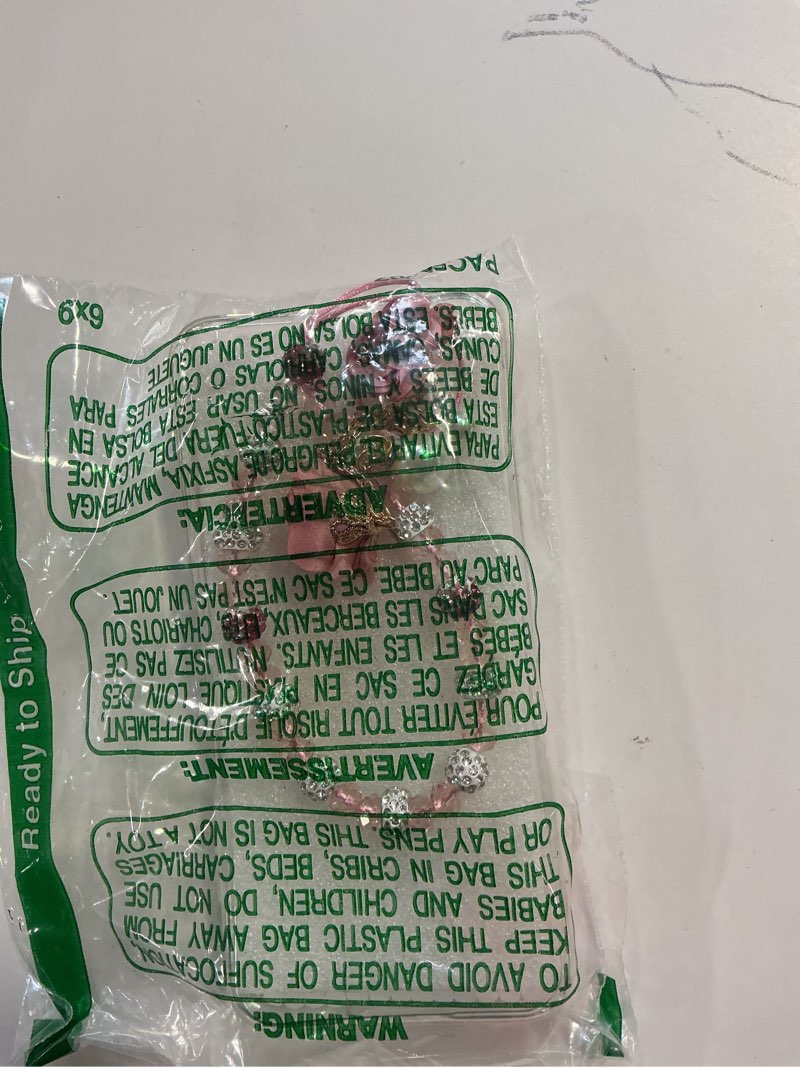 WARNING:
TO AVOID DANGER OF SUFFOCATION,
KEEP THIS PLASTIC BAG AWAY FROM
BABIES AND CHILDREN, DO NOT USE
THIS BAG IN CRIBS, BEDS, CARRIAGES
OR PLAY PENS. THIS BAG IS NOT A TOY.
AVERTISSEMENT:
POUR ÉVITER TOUT RISQUE D'ÉTOUFFEMENT,
GARDEZ CE SAC EN PLASTIQUE LOIN DES
BÉBÉS ET LES ENFANTS. N'UTILISEZ PAS CE
SAC DANS LES BERCEAUX, LITS, CHARIOTS OU
PARC AU BEBE. CE SAC N'EST PAS UN JOUET.
ADVERTENCIA:
PARA EVITAR EL PELIGRO DE ASFIXIA, MANTENGA
ESTA BOLSA DE PLASTICO FUERA DEL ALCANCE
DE BEBES Y NIÑOS. NO USAR ESTA BOLSA EN
CUNAS, CAMAS, CARRIOLAS O CORRALES PARA
BEBES. ESTA BOLSA NO ES UN JUGUETE
6x9
Ready to Ship